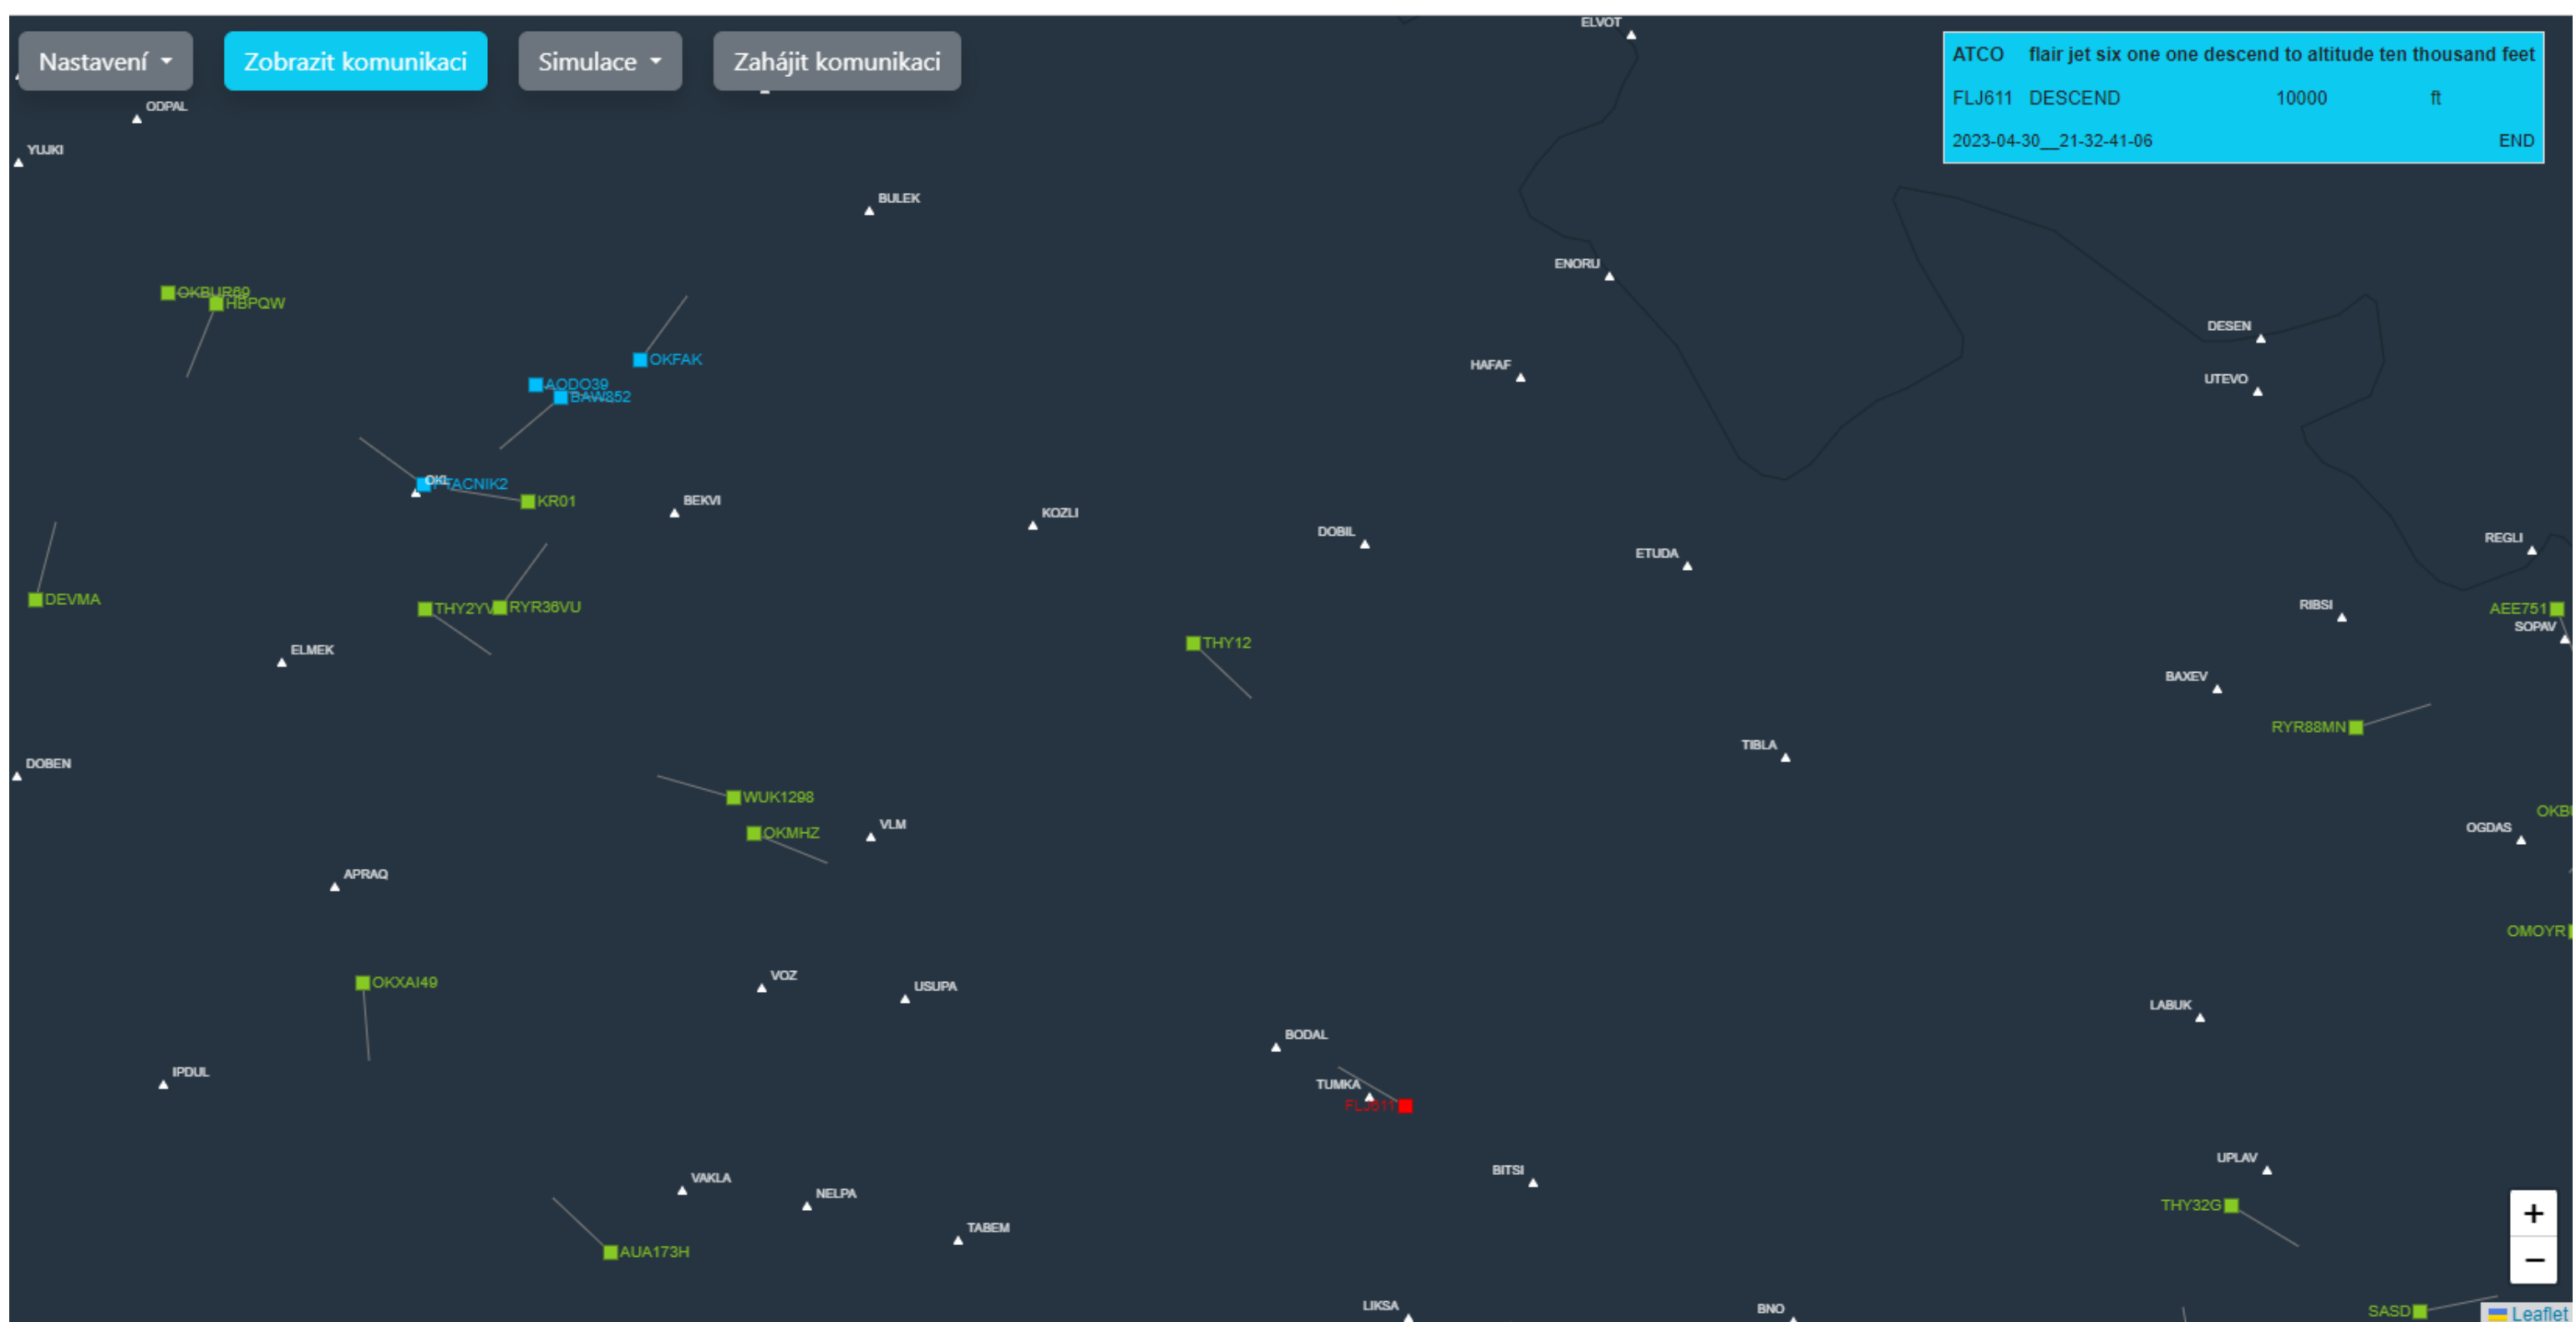 ELVOT
Nastavení
Zobrazit komunikaci
Simulace
Zahájit komunikaci
ATCO flair jet six one one descend to altitude ten thousand feet
FLJ611 DESCEND 10000 ft
2023-04-30__21-32-41-06 END
ODPAL
YUJKI
BULEK
ENORU
OKBUR69
HBPQW
DESEN
OKFAK
HAFAF
UTEVO
AODO39
BAW852
OKL
PTACNIK2
KR01
BEKVI
KOZLI
DOBIL
ETUDA
REGLI
DEVMA
THY2YV
RYR36VU
RIBSI
AEE751
SOPAV
THY12
ELMEK
BAXEV
RYR88MN
TIBLA
DOBEN
WUK1298
OKMHZ
VLM
OKB
OGDAS
APRAQ
OMOYR
OKXAI49
VOZ
USUPA
LABUK
BODAL
IPDUL
TUMKA
FLJ611
UPLAV
BITSI
VAKLA
NELPA
THY32G
+
TABEM
AUA173H
−
LIKSA
BNO
SASD
Leaflet